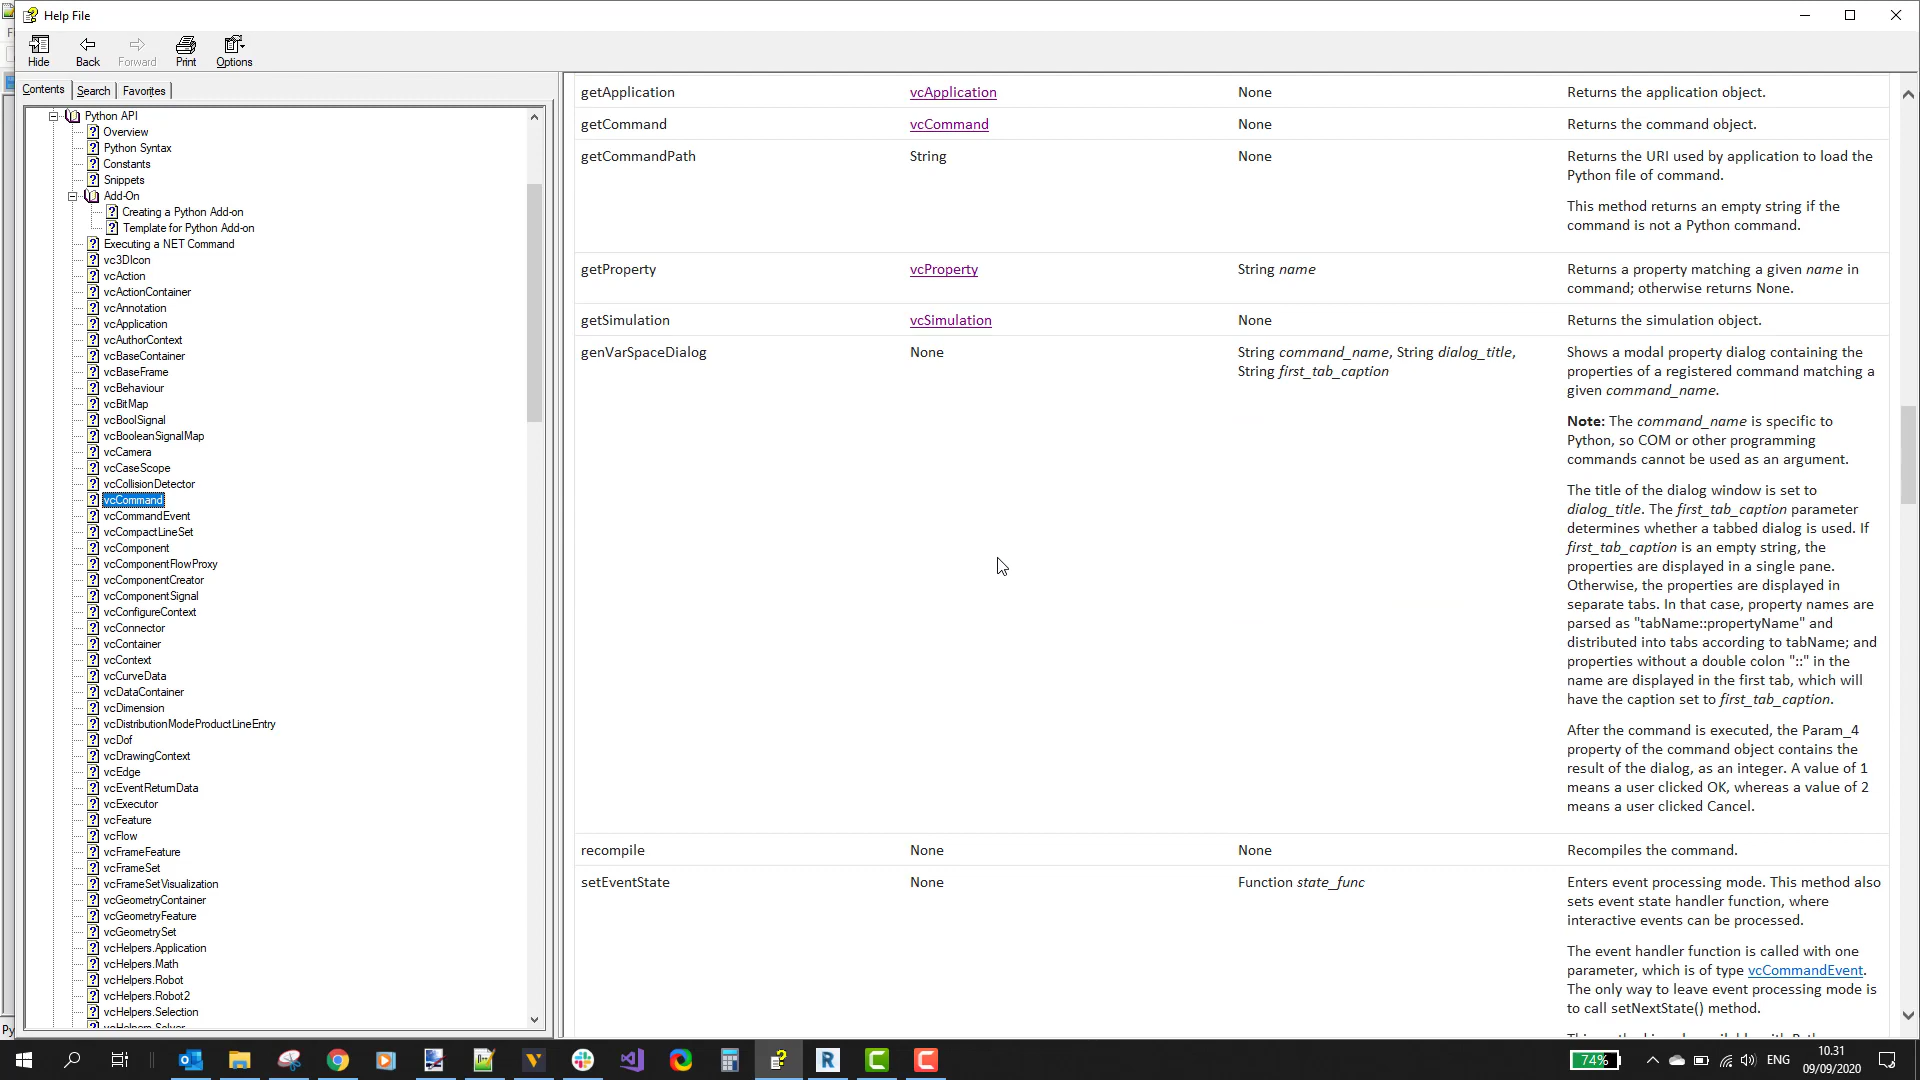 Help File
Hide
Back
Forward
Print
Options
Contents
Search
Favorites
Python API
Overview
Python Syntax
Constants
Snippets
Add-On
Creating a Python Add-on
Template for Python Add-on
Executing a NET Command
vc3DIcon
vcAction
vcActionContainer
vcAnnotation
vcApplication
vcAuthorContext
vcBaseContainer
vcBaseFrame
vcBehaviour
vcBitMap
vcBoolSignal
vcBooleanSignalMap
vcCamera
vcCaseScope
vcCollisionDetector
vcCommand
vcCommandEvent
vcCompactLineSet
vcComponent
vcComponentFlowProxy
vcComponentCreator
vcComponentSignal
vcConfigureContext
vcConnector
vcContainer
vcContext
vcCurveData
vcDataContainer
vcDimension
vcDistributionModeProductLineEntry
vcDof
vcDrawingContext
vcEdge
vcEventReturnData
vcExecutor
vcFeature
vcFlow
vcFrameFeature
vcFrameSet
vcFrameSetVisualization
vcGeometryContainer
vcGeometryFeature
vcGeometrySet
vcHelpers.Application
vcHelpers.Math
vcHelpers.Robot
vcHelpers.Robot2
vcHelpers.Selection
getApplication vcApplication None Returns the application object.
getCommand vcCommand None Returns the command object.
getCommandPath String None Returns the URI used by application to load the
Python file of command.
This method returns an empty string if the
command is not a Python command.
getProperty vcProperty String name Returns a property matching a given name in
command; otherwise returns None.
getSimulation vcSimulation None Returns the simulation object.
genVarSpaceDialog None String command_name, String dialog_title, Shows a modal property dialog containing the
String first_tab_caption properties of a registered command matching a
given command_name.
Note: The command_name is specific to
Python, so COM or other programming
commands cannot be used as an argument.
The title of the dialog window is set to
dialog_title. The first_tab_caption parameter
determines whether a tabbed dialog is used. If
first_tab_caption is an empty string, the
properties are displayed in a single pane.
Otherwise, the properties are displayed in
separate tabs. In that case, property names are
parsed as "tabName::propertyName" and
distributed into tabs according to tabName; and
properties without a double colon "::" in the
name are displayed in the first tab, which will
have the caption set to first_tab_caption.
After the command is executed, the Param_4
property of the command object contains the
result of the dialog, as an integer. A value of 1
means a user clicked OK, whereas a value of 2
means a user clicked Cancel.
recompile None None Recompiles the command.
setEventState None Function state_func Enters event processing mode. This method also
sets event state handler function, where
interactive events can be processed.
The event handler function is called with one
parameter, which is of type vcCommandEvent.
The only way to leave event processing mode is
to call setNextState() method.
74%
ENG
10.31
09/09/2020